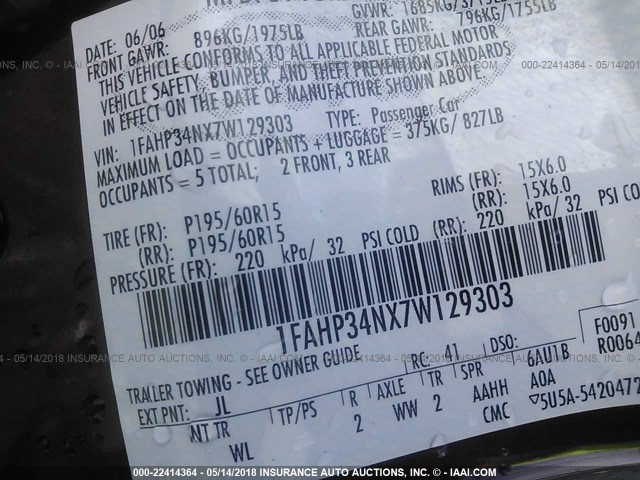 DATE: 06/06
GVWR:
FRONT GAWR: 896KG/1975LB
REAR GAWR: 796KG/1755LB
THIS VEHICLE CONFORMS TO ALL APPLICABLE FEDERAL MOTOR
VEHICLE SAFETY, BUMPER, AND THEFT PREVENTION STANDARDS
IN EFFECT ON THE DATE OF MANUFACTURE SHOWN ABOVE
VIN: 1FAHP34NX7W129303
TYPE: Passenger Car
MAXIMUM LOAD = OCCUPANTS + LUGGAGE = 375KG/ 827LB
OCCUPANTS = 5 TOTAL; 2 FRONT, 3 REAR
TIRE (FR): P195/60R15
RIMS (FR): 15X6.0
(RR): P195/60R15
(RR): 15X6.0
PRESSURE (FR): 220 kPa/ 32 PSI COLD (RR): 220 kPa/ 32 PSI COLD
1FAHP34NX7W129303
TRAILER TOWING - SEE OWNER GUIDE
RC: 41 DSO: F0091
R0064
EXT PNT: JL
INT TR TP/PS R AXLE TR SPR 6AU1B
WL 2 WW 2 AAHH A0A
CMC ▽5U5A-5420472
000-22414364 - 05/14/2018 INSURANCE AUTO AUCTIONS, INC. - IAAI.COM